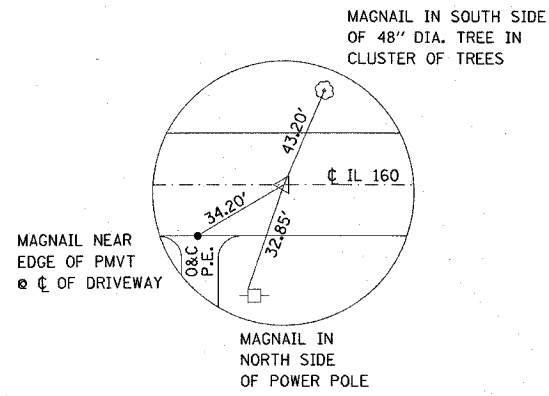 MAGNAIL IN SOUTH SIDE
OF 48" DIA. TREE IN
CLUSTER OF TREES
43.20'
℄ IL 160
34.20'
32.85'
MAGNAIL NEAR
EDGE OF PMVT
@ ℄ OF DRIVEWAY
O&C
P.E.
MAGNAIL IN
NORTH SIDE
OF POWER POLE